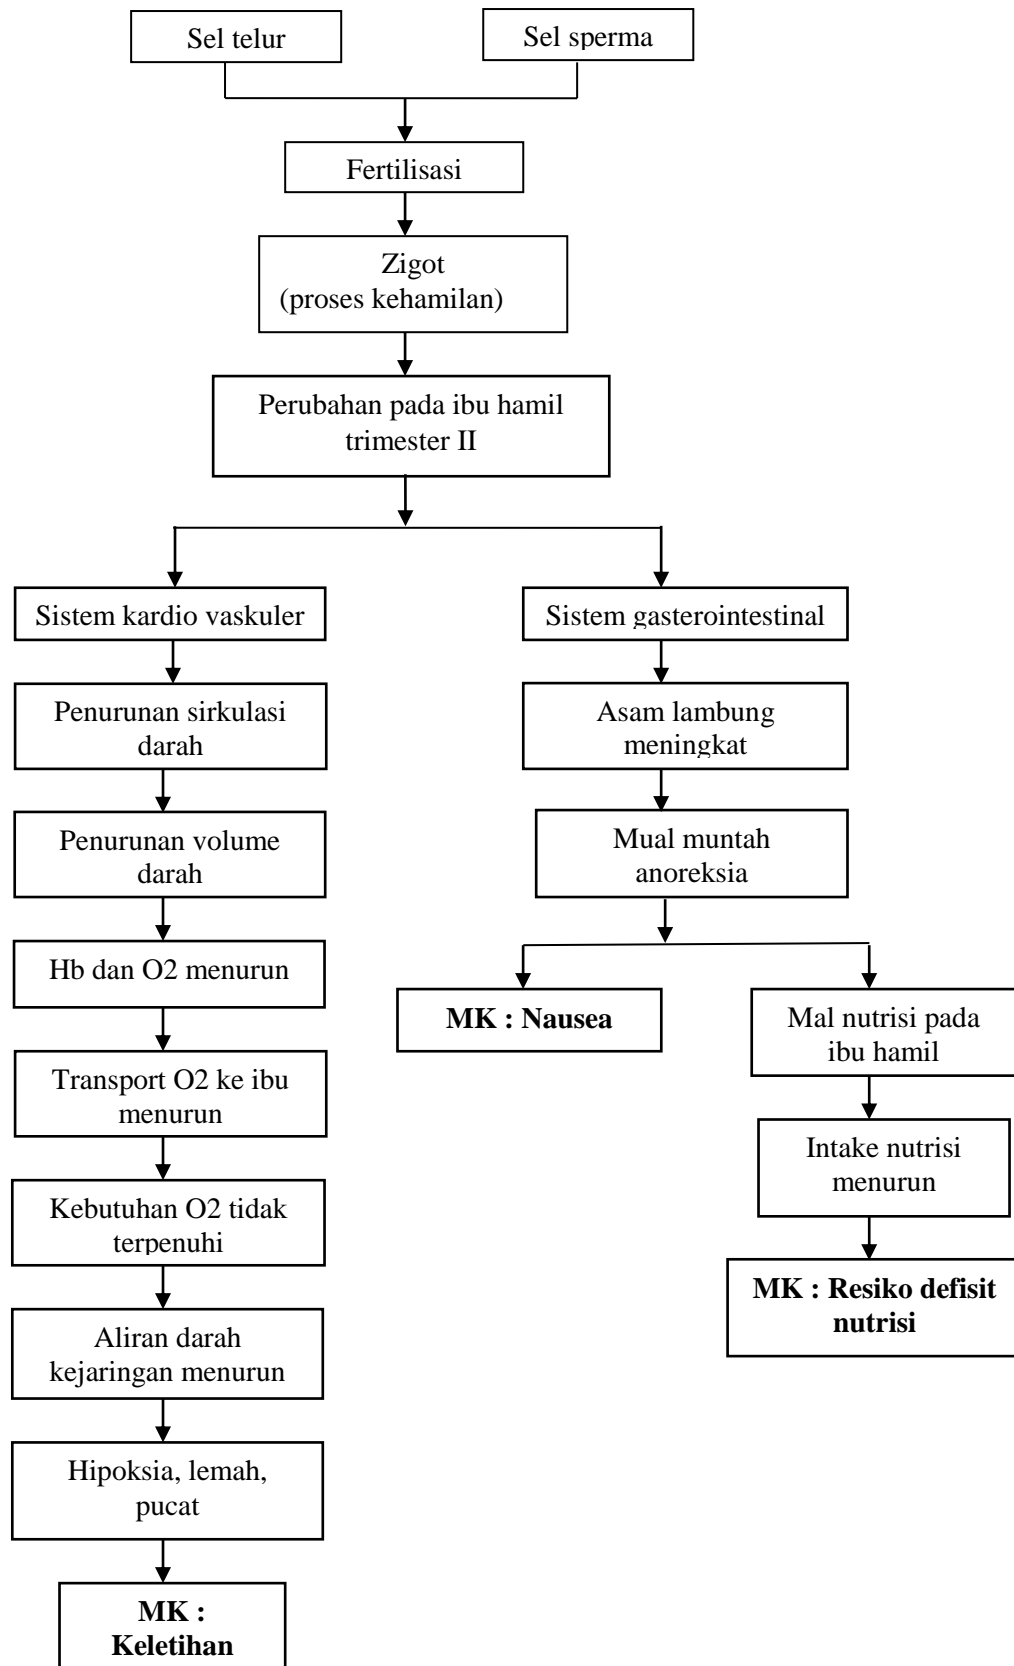 Sel telur
Sel sperma
Fertilisasi
Zigot
(proses kehamilan)
Perubahan pada ibu hamil
trimester II
Sistem kardio vaskuler
Penurunan sirkulasi
darah
Penurunan volume
darah
Hb dan O2 menurun
Transport O2 ke ibu
menurun
Kebutuhan O2 tidak
terpenuhi
Aliran darah
kejaringan menurun
Hipoksia, lemah,
pucat
MK :
Keletihan
Sistem gasterointestinal
Asam lambung
meningkat
Mual muntah
anoreksia
MK : Nausea
Mal nutrisi pada
ibu hamil
Intake nutrisi
menurun
MK : Resiko defisit
nutrisi